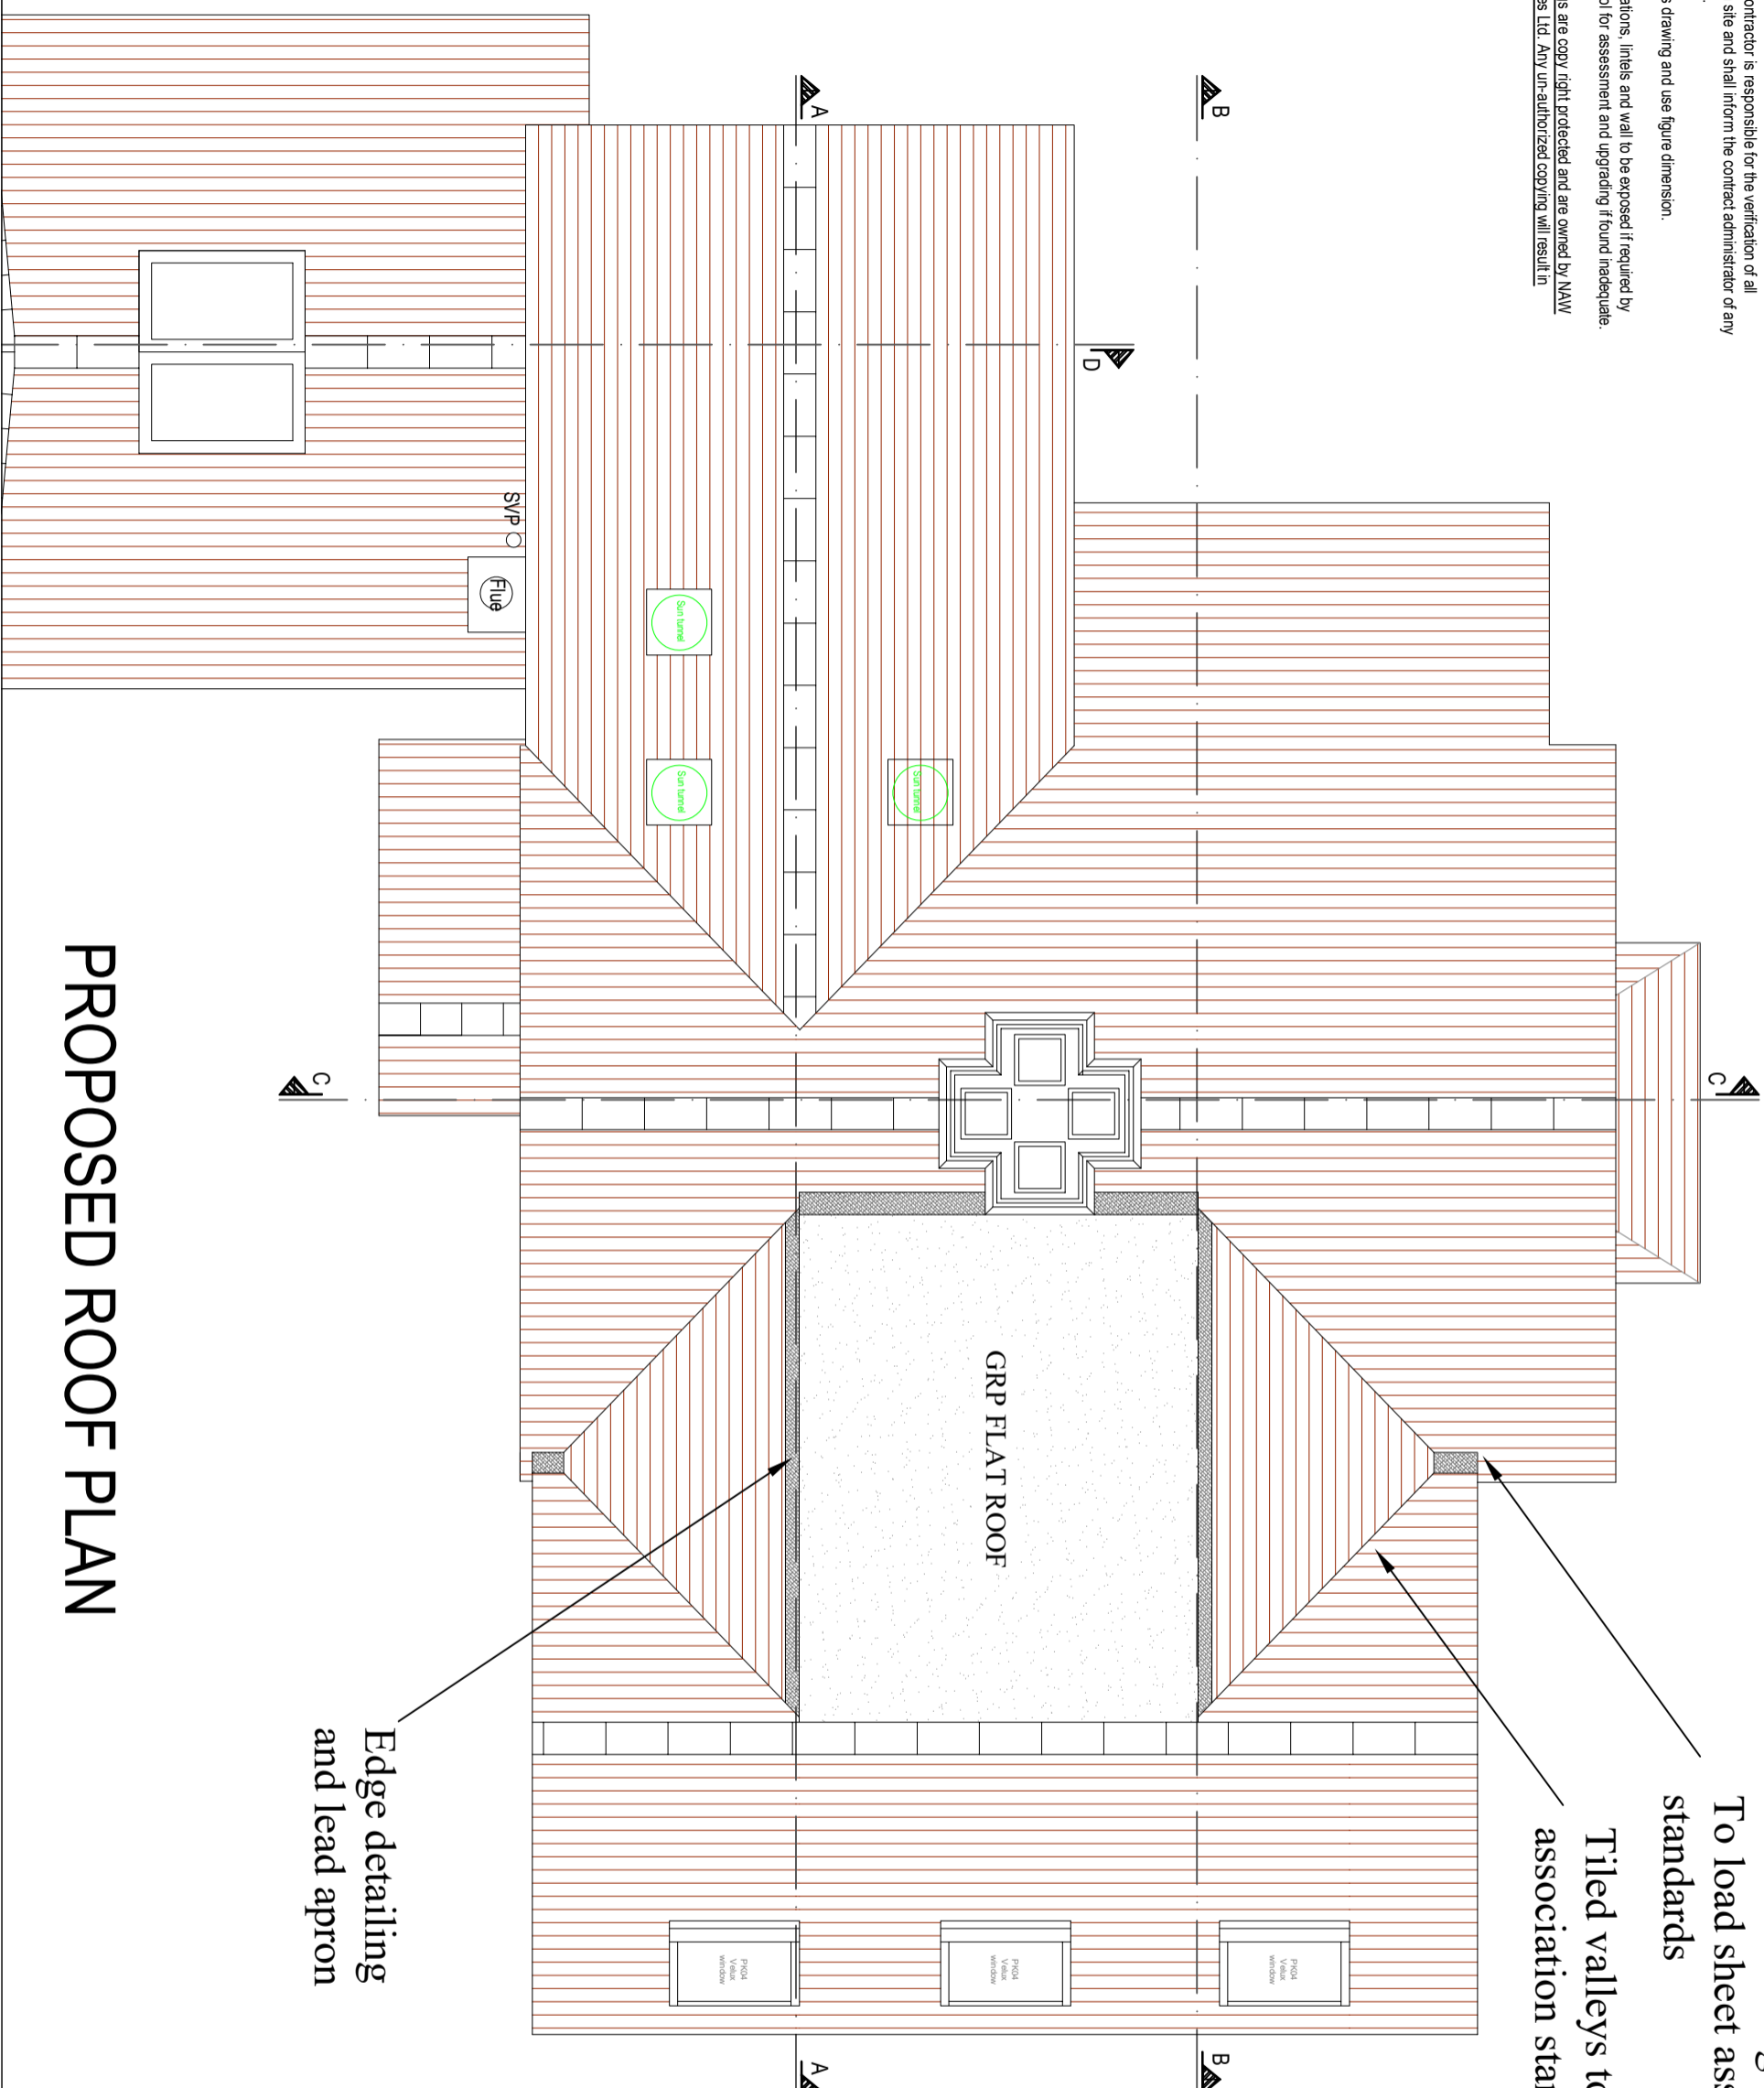 ontractor is responsible for the verification of all
site and shall inform the contract administrator of any
s drawing and use figure dimension.
ations, lintels and wall to be exposed if required by
ol for assessment and upgrading if found inadequate.
s are copy right protected and are owned by NAW
es Ltd. Any un-authorized copying will result in
C
B
B
To load sheet ass
standards
Tiled valleys to
association star
D
A
A
GRP FLAT ROOF
Sun tunnel
Sun tunnel
Sun tunnel
PK04
Velux
window
PK04
Velux
window
PK04
Velux
window
SVP
Flue
C
Edge detailing
and lead apron
PROPOSED ROOF PLAN